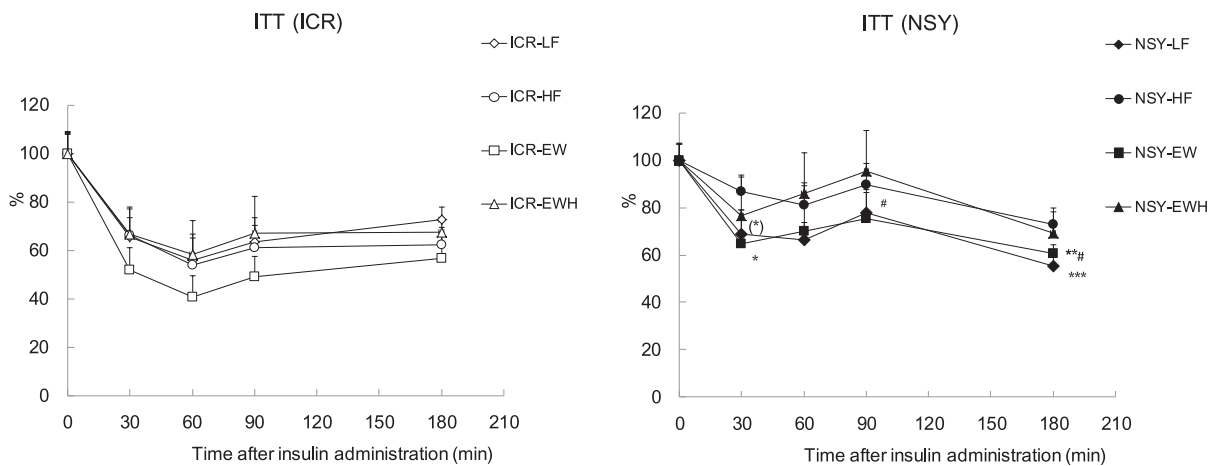 ITT (ICR)
ICR-LF
ICR-HF
ICR-EW
ICR-EWH
120
100
80
60
40
20
0
%
0 30 60 90 120 150 180 210
Time after insulin administration (min)
ITT (NSY)
NSY-LF
NSY-HF
NSY-EW
NSY-EWH
120
100
80
60
40
20
0
%
(*)
*
#
**#
***
0 30 60 90 120 150 180 210
Time after insulin administration (min)